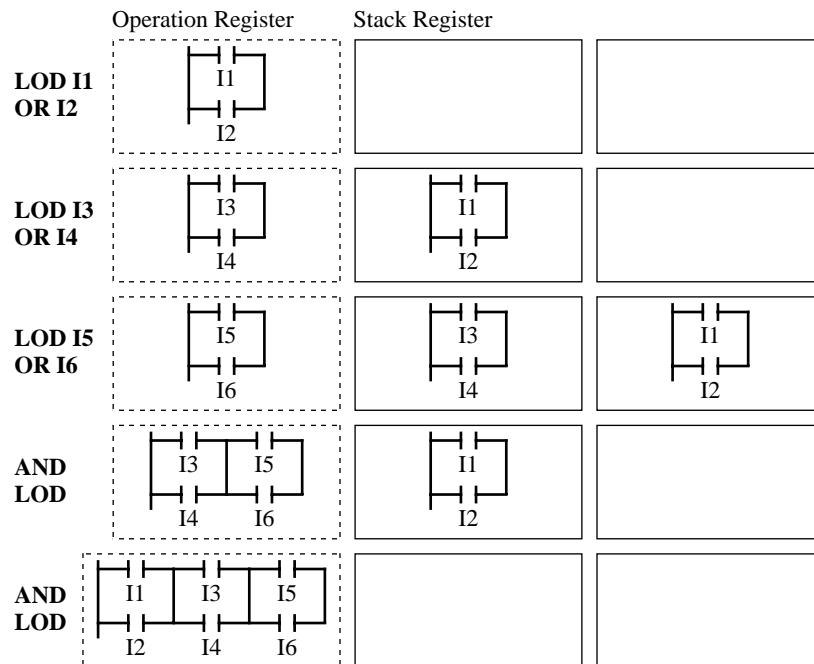 Operation Register Stack Register
LOD I1
OR I2
I1
I2
LOD I3
OR I4
I3
I4
I1
I2
LOD I5
OR I6
I5
I6
I3
I4
I1
I2
AND
LOD
I3 I5
I4 I6
I1
I2
AND
LOD
I1 I3 I5
I2 I4 I6